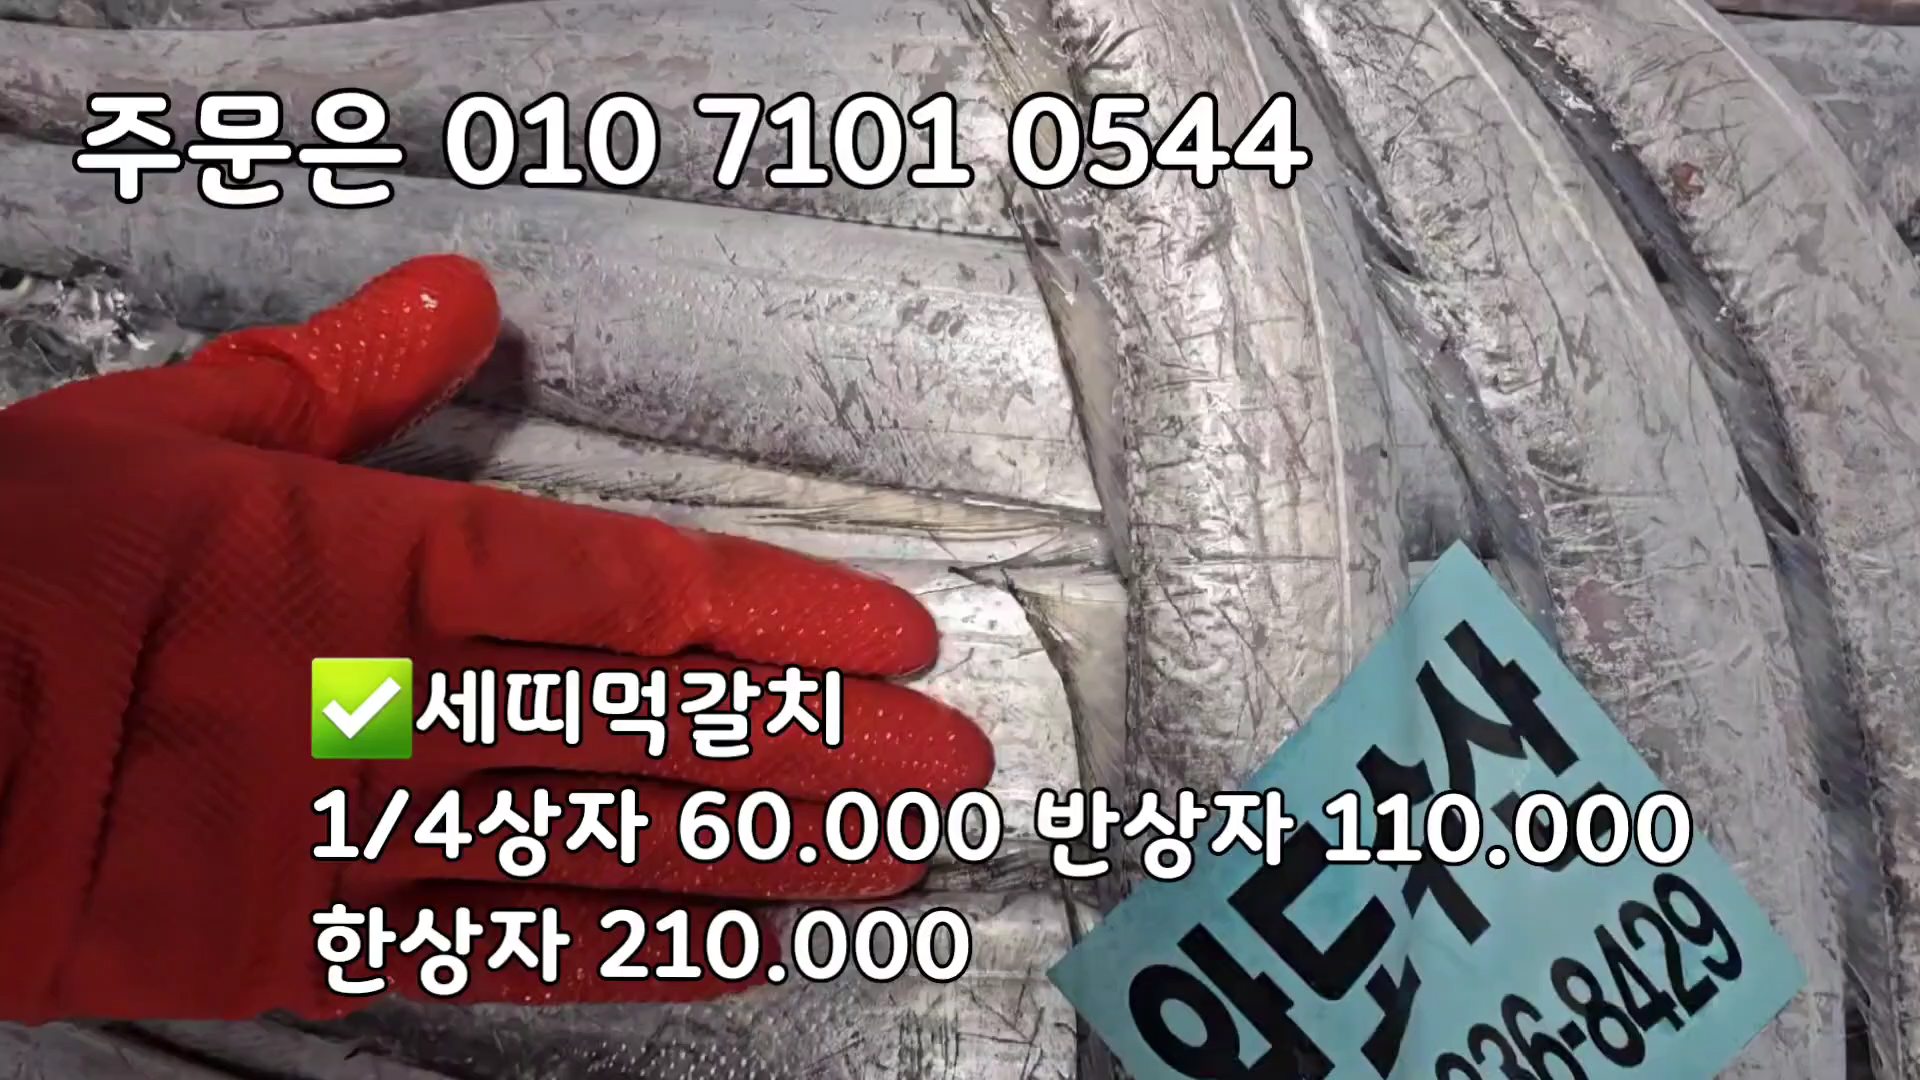 주문은 010 7101 0544
✅세띠먹갈치
1/4상자 60.000 반상자 110.000
한상자 210.000
36-8429